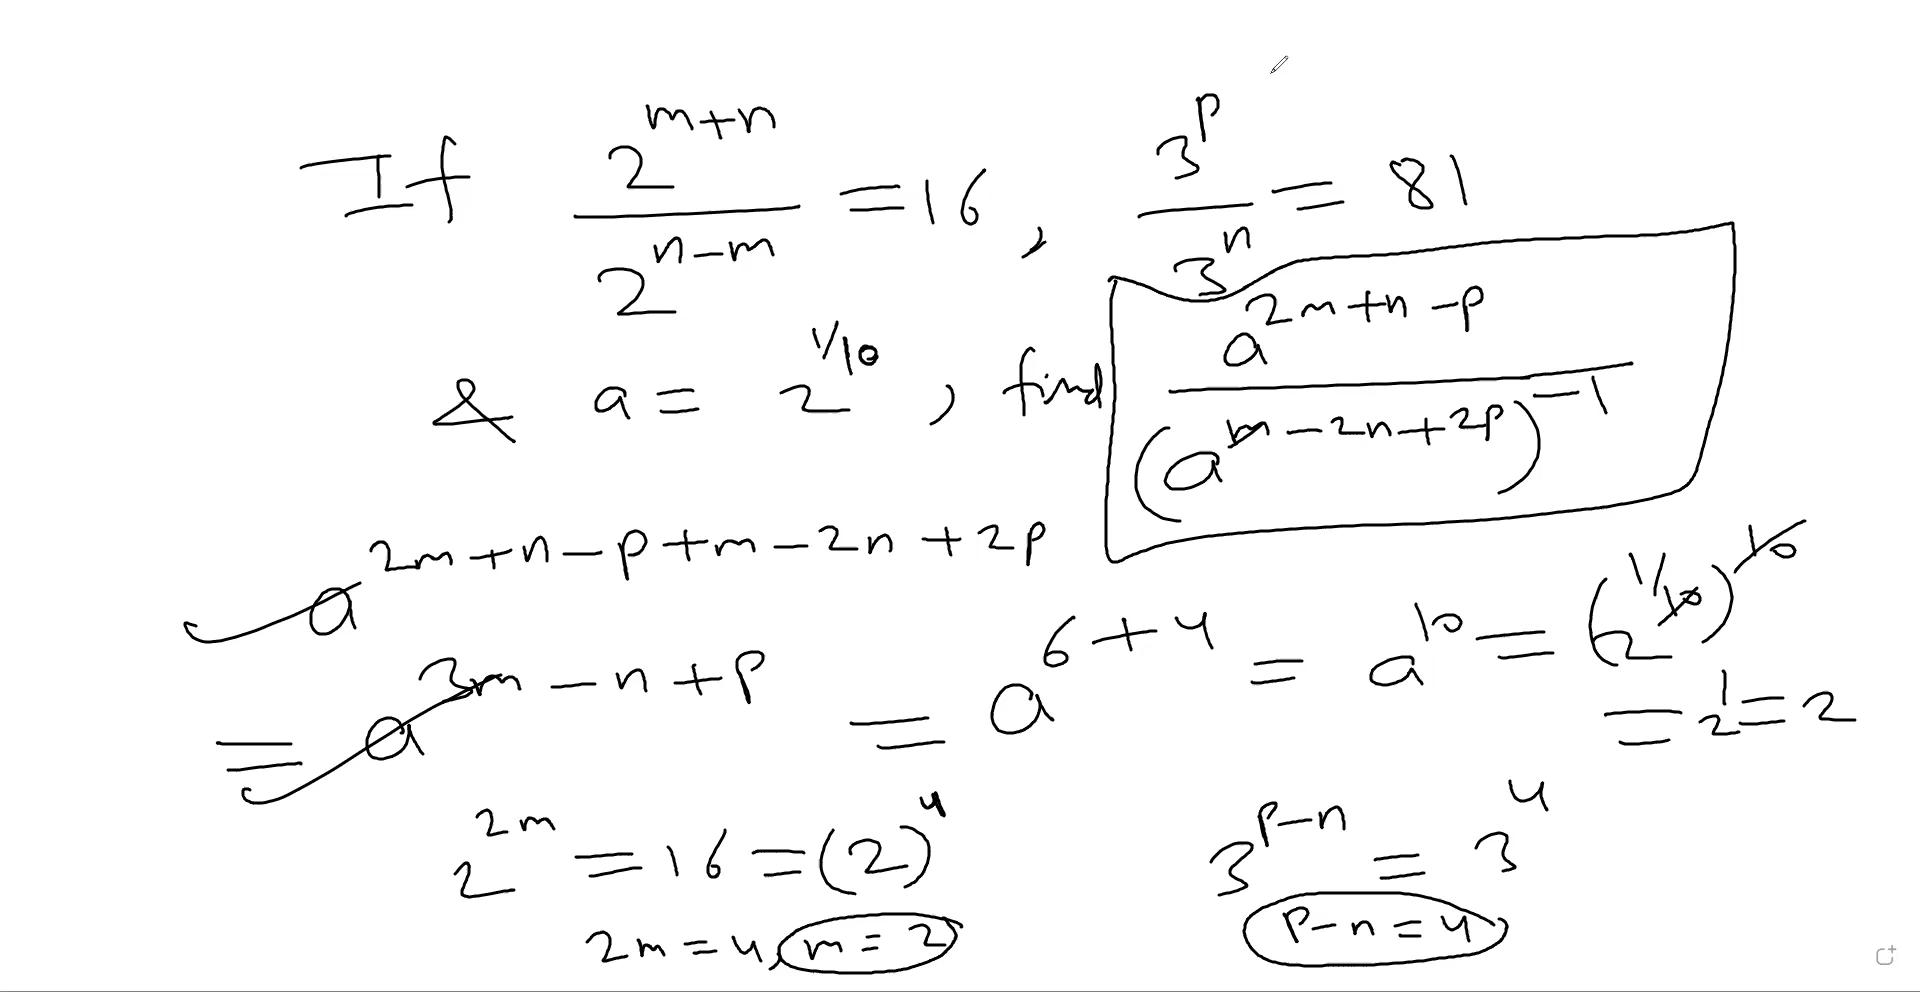 If 2^(m+n) / 2^(n-m) = 16, 3^p / 3^n = 81
& a = 2^(1/10), find a^(2m+n-p) / (a^(m-2n+2p))^(-1)
a^(2m+n-p+m-2n+2p)
= a^(3m-n+p) = a^(6+4) = a^10 = (2^(1/10))^10
= 2^1 = 2
2^(2m) = 16 = (2)^4
3^(p-n) = 3^4
2m = 4, m = 2
p-n = 4